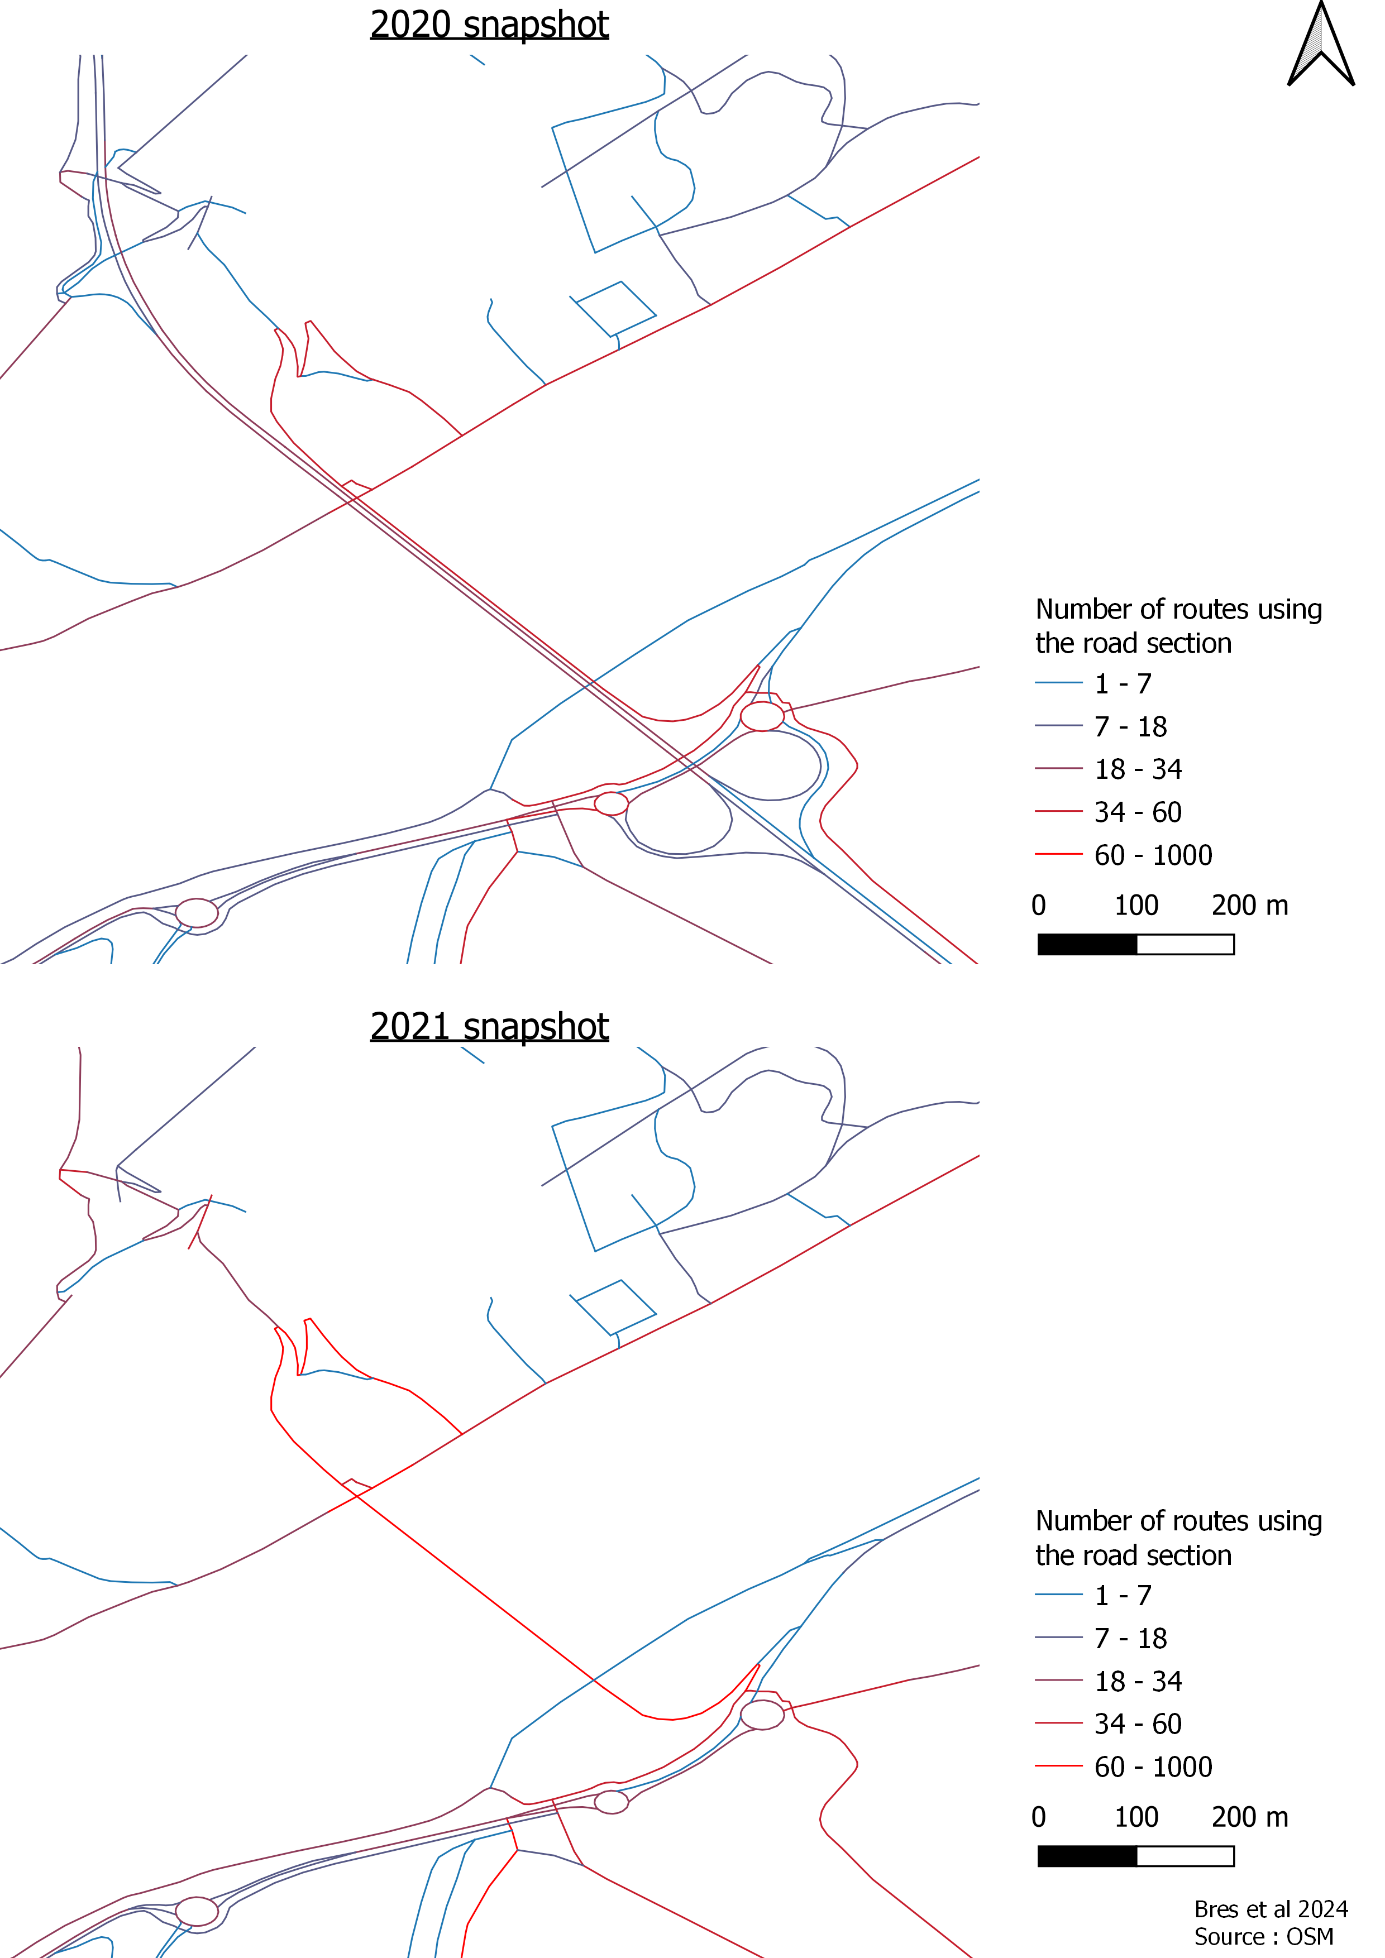 2020 snapshot
Number of routes using
the road section
1 - 7
7 - 18
18 - 34
34 - 60
60 - 1000
0 100 200 m
2021 snapshot
Number of routes using
the road section
1 - 7
7 - 18
18 - 34
34 - 60
60 - 1000
0 100 200 m
Bres et al 2024
Source : OSM